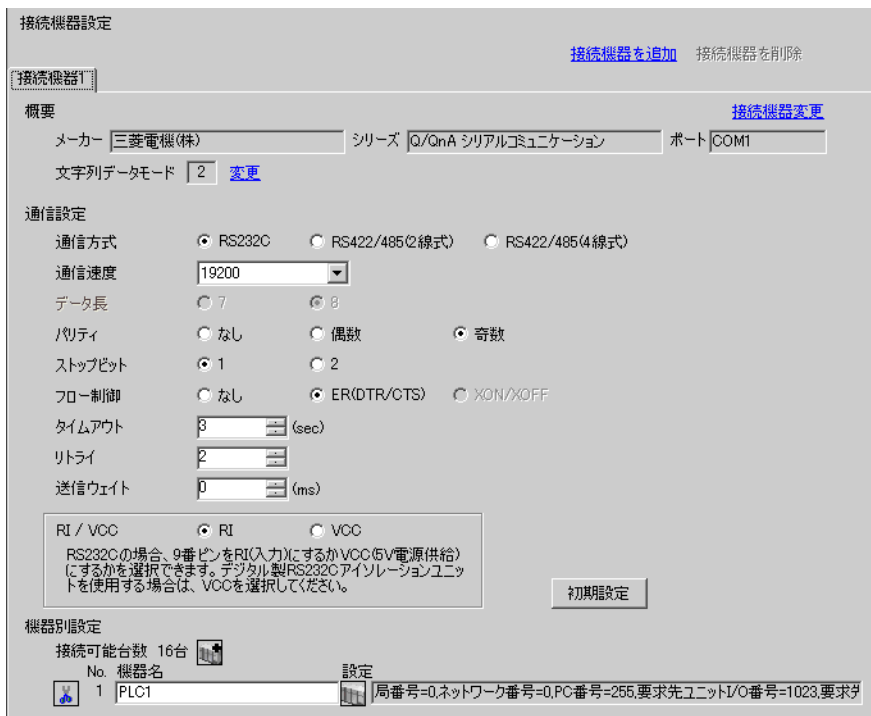 接続機器設定
接続機器を追加 接続機器を削除
接続機器1
概要 接続機器変更
メーカー 三菱電機(株) シリーズ Q/QnA シリアルコミュニケーション ポート COM1
文字列データモード 2 変更
通信設定
通信方式 RS232C RS422/485(2線式) RS422/485(4線式)
通信速度 19200
データ長 7 8
パリティ なし 偶数 奇数
ストップビット 1 2
フロー制御 なし ER(DTR/CTS) XON/XOFF
タイムアウト 3 (sec)
リトライ 2
送信ウェイト 0 (ms)
RI / VCC RI VCC
RS232Cの場合、9番ピンをRI(入力)にするかVCC(5V電源供給)
にするかを選択できます。デジタル製RS232Cアイソレーションユニッ
トを使用する場合は、VCCを選択してください。
初期設定
機器別設定
接続可能台数 16台
No. 機器名 設定
1 PLC1 局番号=0,ネットワーク番号=0,PC番号=255,要求先ユニットI/O番号=1023,要求